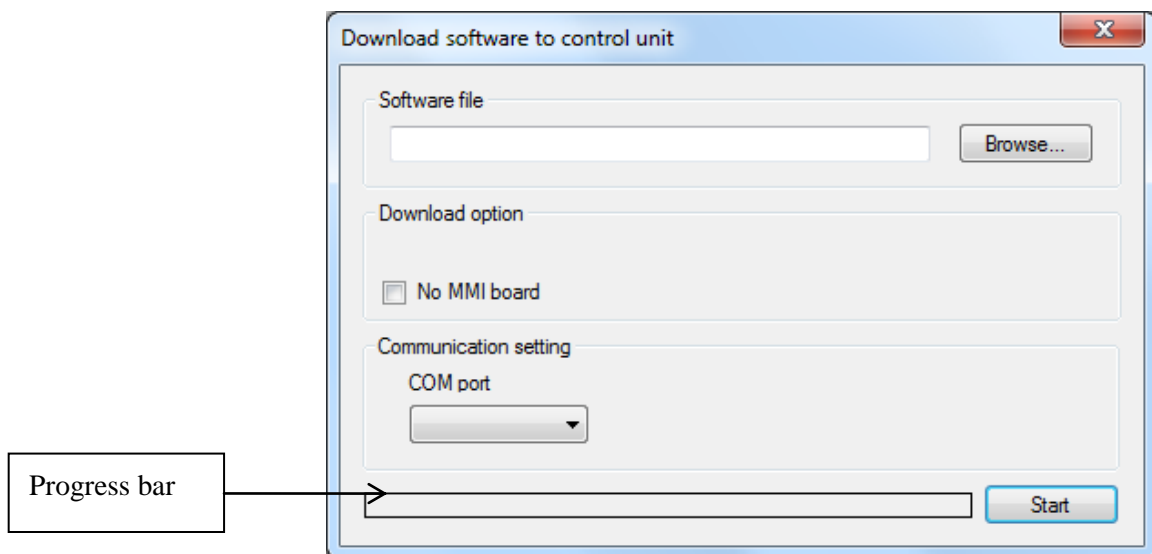 Download software to control unit
Software file
Browse...
Download option
No MMI board
Communication setting
COM port
Progress bar
Start